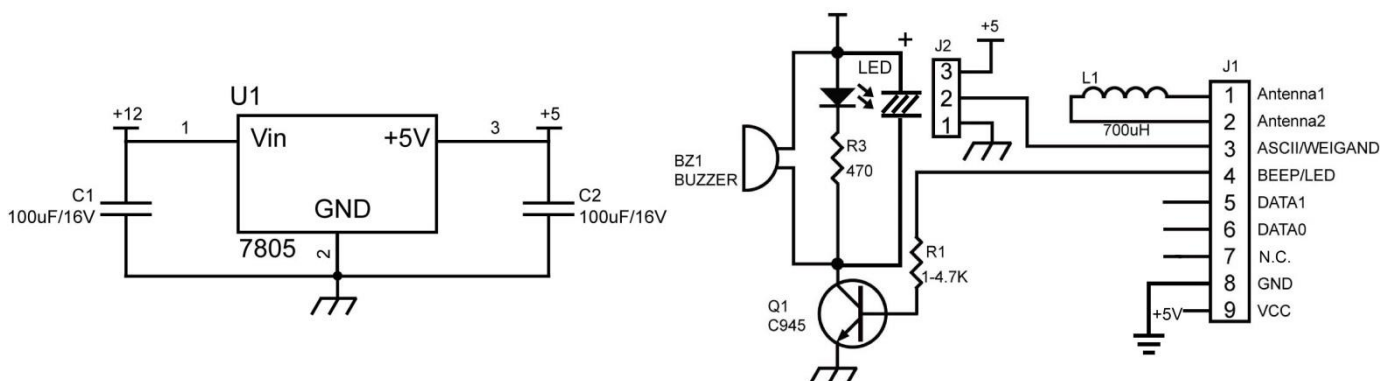 U1
+12
1
Vin
+5V
3
+5
C1
100uF/16V
GND
C2
100uF/16V
7805
2
+
LED
BZ1
BUZZER
R3
470
Q1
C945
R1
1-4.7K
J2
+5
3
2
1
L1
700uH
J1
1 Antenna1
2 Antenna2
3 ASCII/WEIGAND
4 BEEP/LED
5 DATA1
6 DATA0
7 N.C.
8 GND
+5V 9 VCC